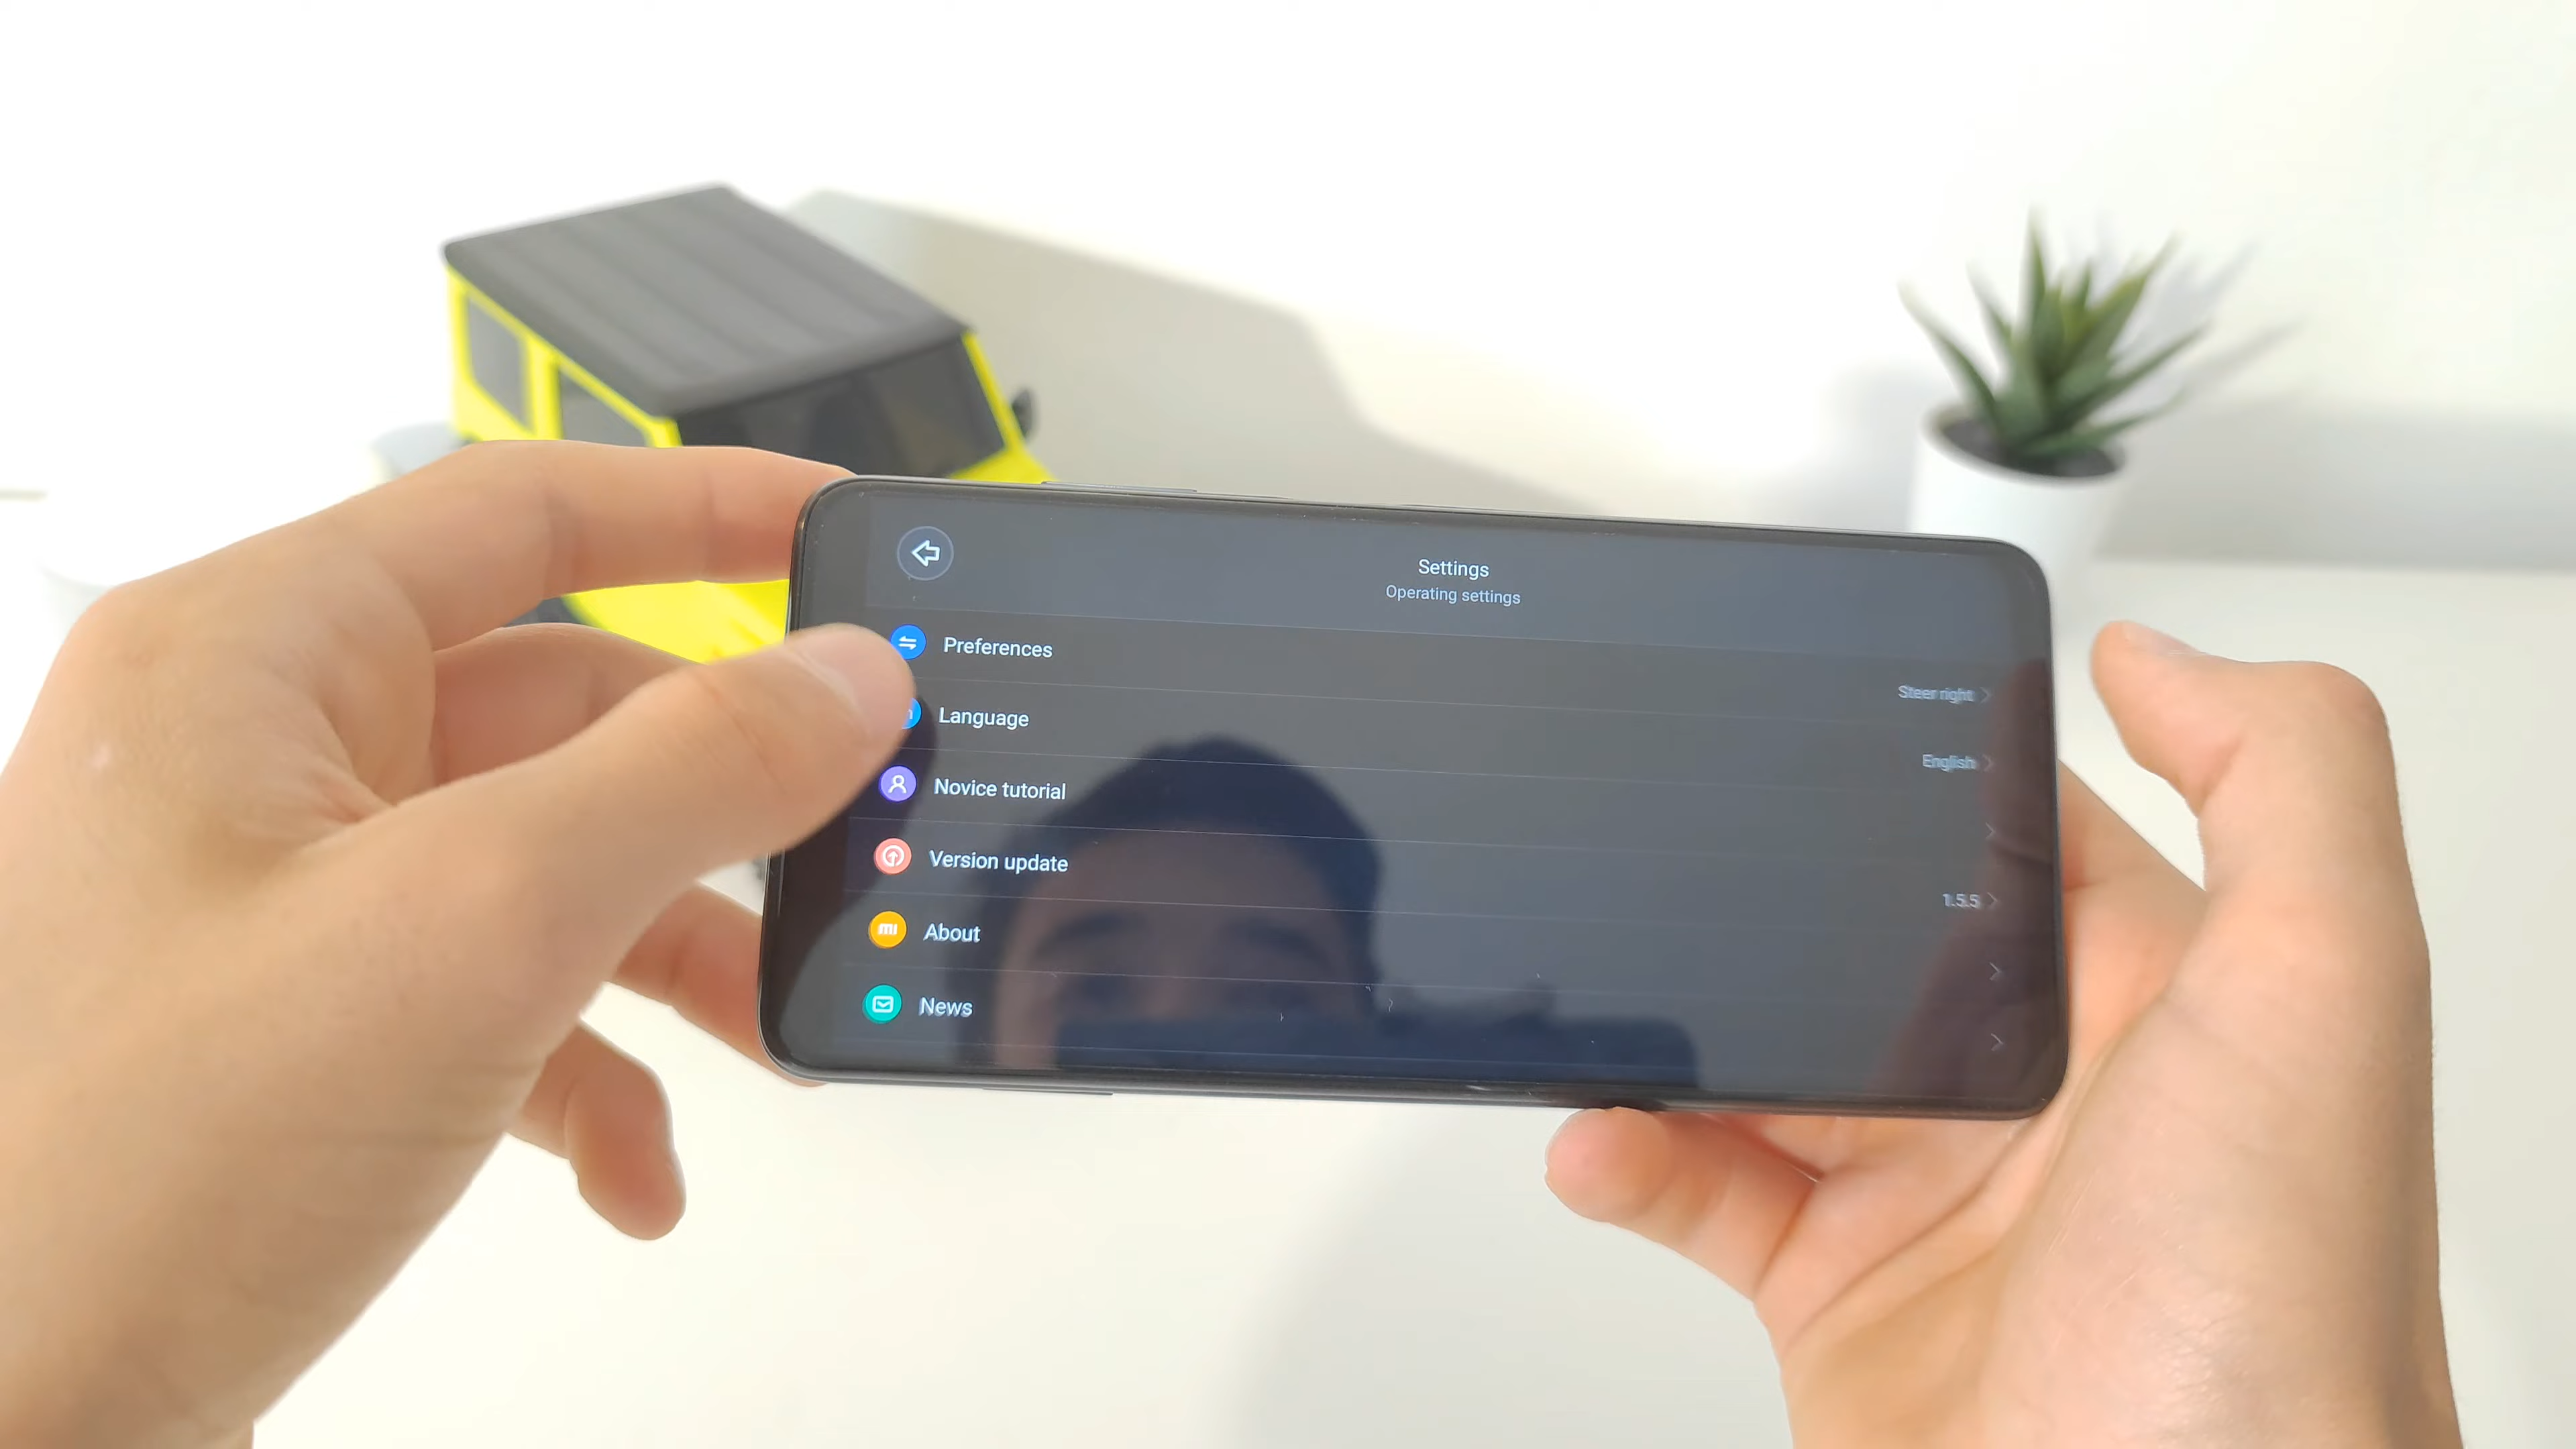 Settings
Operating settings
Preferences
Steer right
Language
English
Novice tutorial
Version update
1.5.5
mi
About
News